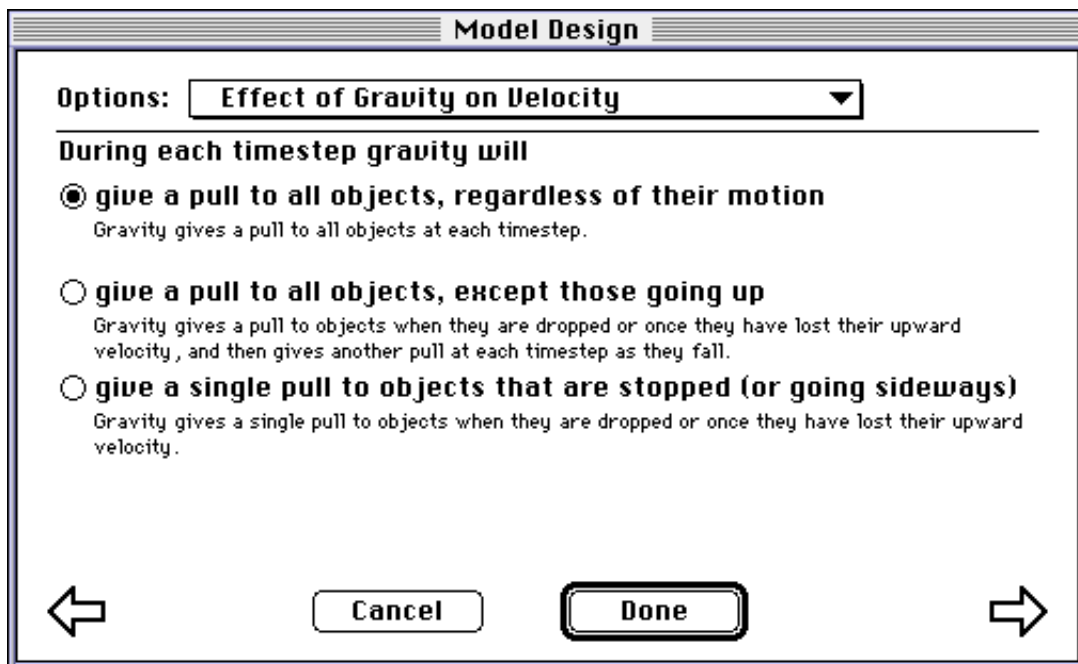 Model Design
Options: Effect of Gravity on Velocity
During each timestep gravity will
give a pull to all objects, regardless of their motion
Gravity gives a pull to all objects at each timestep.
give a pull to all objects, except those going up
Gravity gives a pull to objects when they are dropped or once they have lost their upward
velocity, and then gives another pull at each timestep as they fall.
give a single pull to objects that are stopped (or going sideways)
Gravity gives a single pull to objects when they are dropped or once they have lost their upward
velocity.
Cancel Done